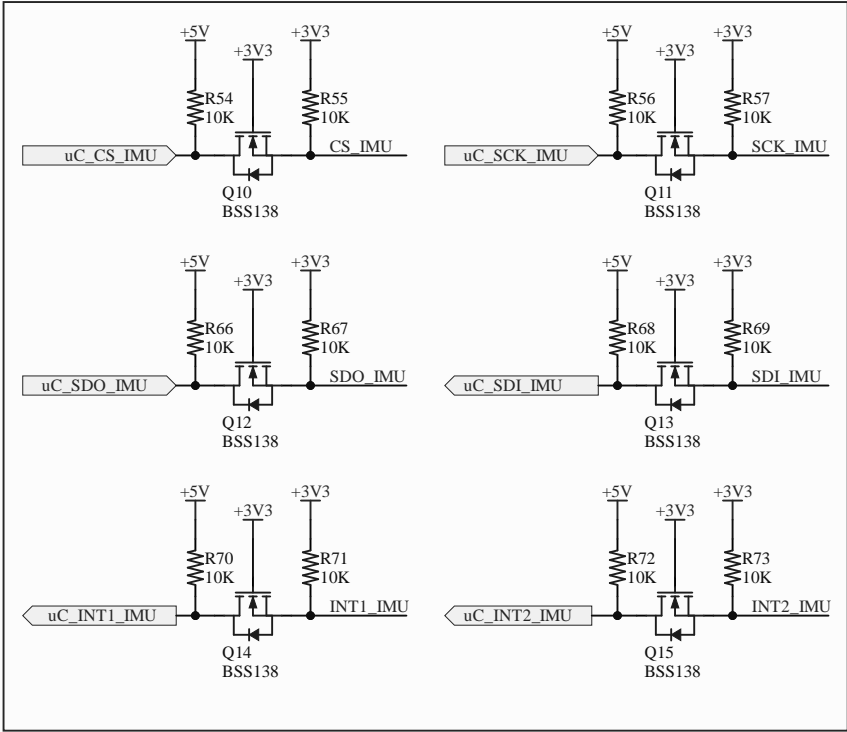 +5V
+3V3
+3V3
R54
10K
R55
10K
uC_CS_IMU
CS_IMU
Q10
BSS138
+5V
+3V3
+3V3
R56
10K
R57
10K
uC_SCK_IMU
SCK_IMU
Q11
BSS138
+5V
+3V3
+3V3
R66
10K
R67
10K
uC_SDO_IMU
SDO_IMU
Q12
BSS138
+5V
+3V3
+3V3
R68
10K
R69
10K
uC_SDI_IMU
SDI_IMU
Q13
BSS138
+5V
+3V3
+3V3
R70
10K
R71
10K
uC_INT1_IMU
INT1_IMU
Q14
BSS138
+5V
+3V3
+3V3
R72
10K
R73
10K
uC_INT2_IMU
INT2_IMU
Q15
BSS138